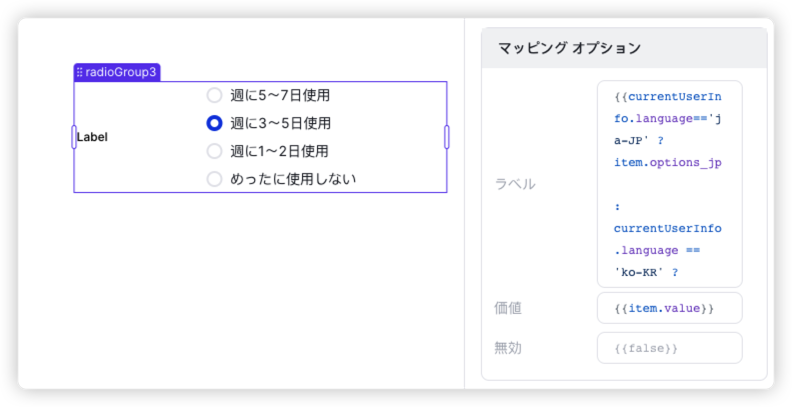 radioGroup3
Label
週に5〜7日使用
週に3〜5日使用
週に1〜2日使用
めったに使用しない
マッピング オプション
ラベル
{{currentUserIn
fo.language=='j
a-JP' ?
item.options_jp
:
currentUserInfo
.language ==
'ko-KR' ?
価値
{{item.value}}
無効
{{false}}